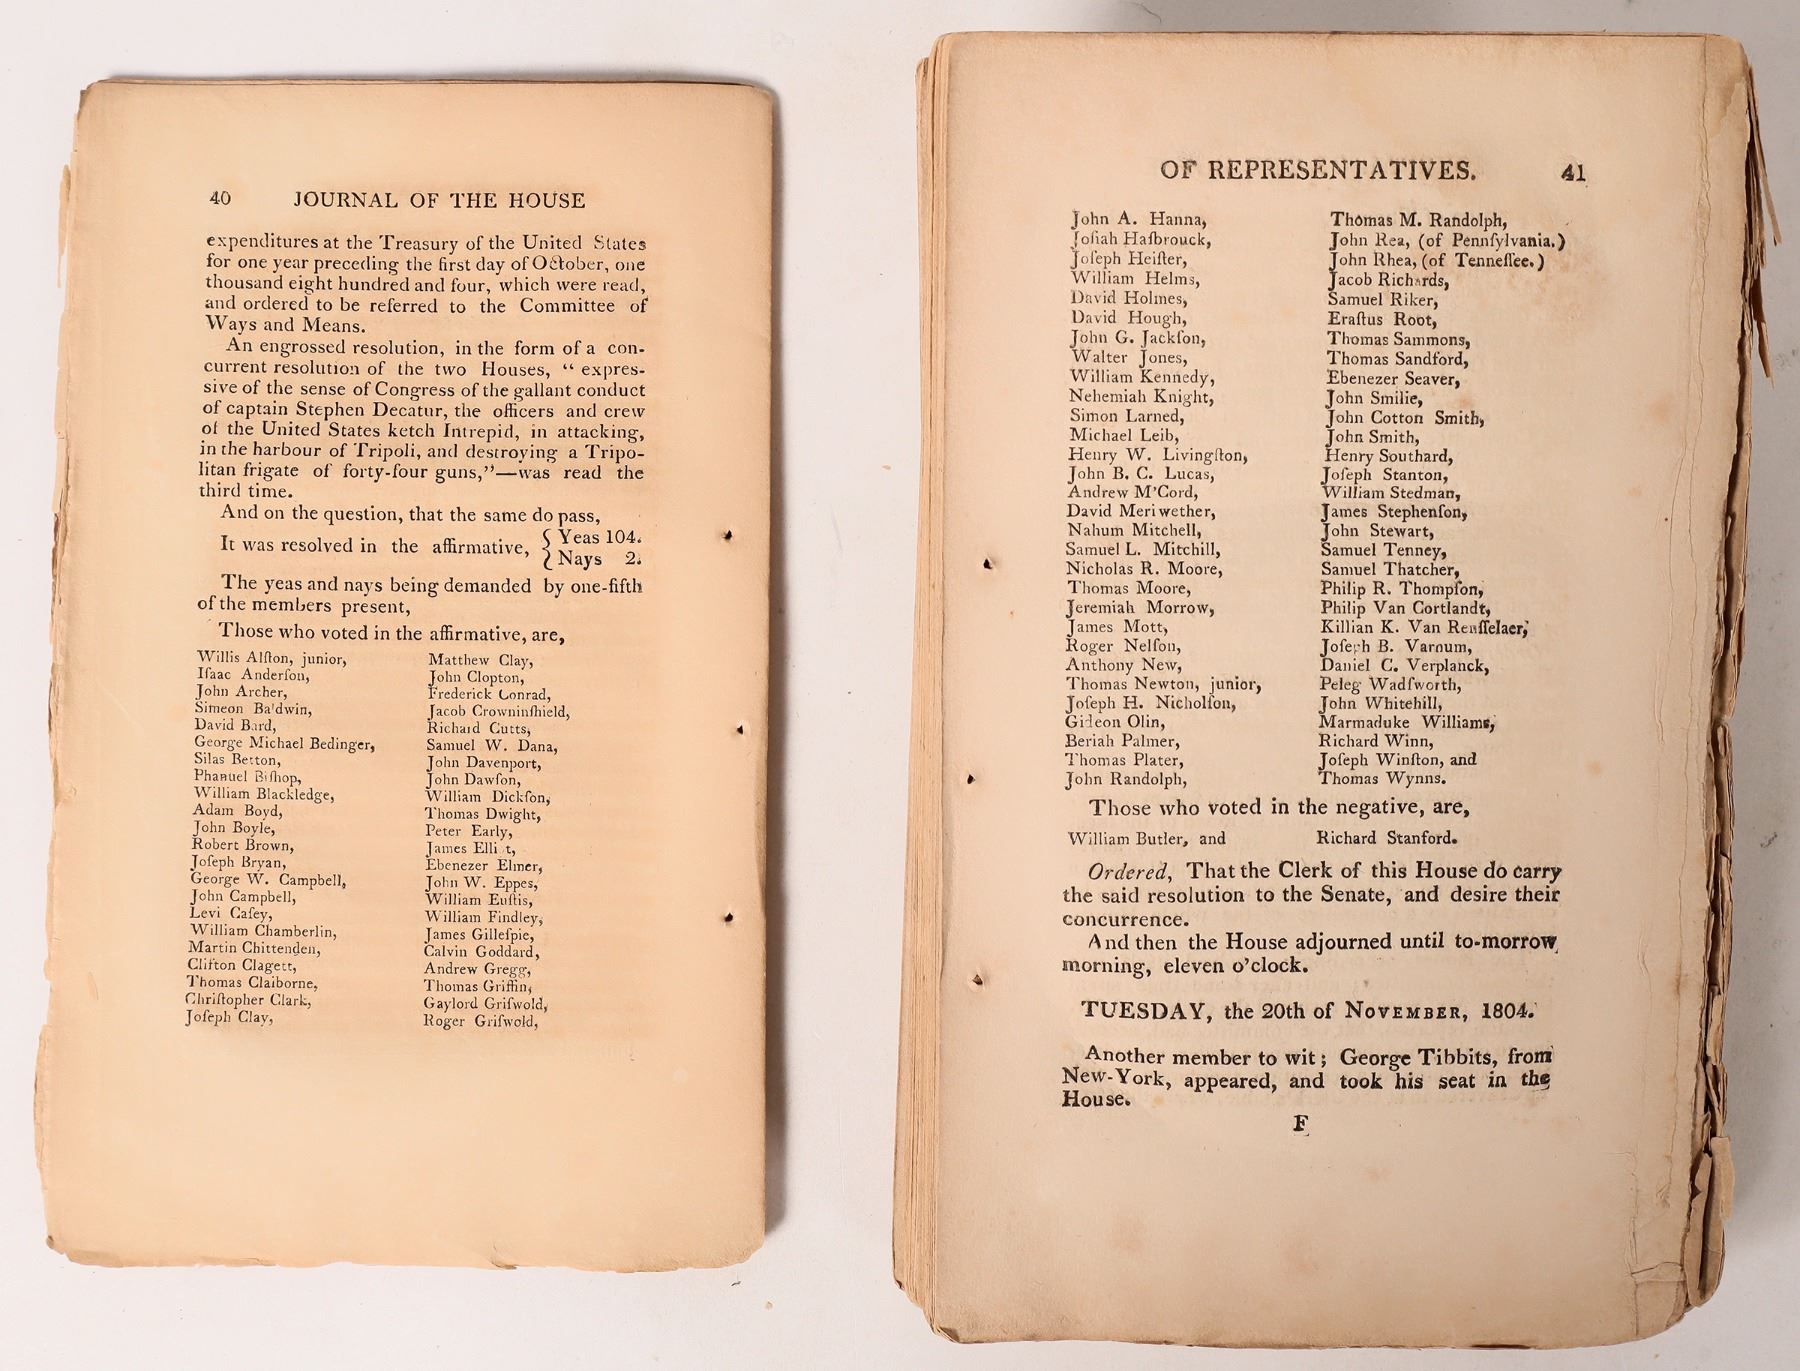 40 JOURNAL OF THE HOUSE
expenditures at the Treasury of the United States
for one year preceding the first day of October, one
thousand eight hundred and four, which were read,
and ordered to be referred to the Committee of
Ways and Means.
An engrossed resolution, in the form of a con-
current resolution of the two Houses, “ expres-
sive of the sense of Congress of the gallant conduct
of captain Stephen Decatur, the officers and crew
of the United States ketch Intrepid, in attacking,
in the harbour of Tripoli, and destroying a Tripo-
litan frigate of forty-four guns,”—was read the
third time.
And on the question, that the same do pass,
It was resolved in the affirmative, { Yeas 104.
{ Nays 2.
The yeas and nays being demanded by one-fifth
of the members present,
Those who voted in the affirmative, are,
Willis Alſton, junior,
Iſaac Anderſon,
John Archer,
Simeon Baldwin,
David Bard,
George Michael Bedinger,
Silas Betton,
Phanuel Biſhop,
William Blackledge,
Adam Boyd,
John Boyle,
Robert Brown,
Joſeph Bryan,
George W. Campbell,
John Campbell,
Levi Caſey,
William Chamberlin,
Martin Chittenden,
Clifton Clagett,
Thomas Claiborne,
Chriſtopher Clark,
Joſeph Clay,
Matthew Clay,
John Clopton,
Frederick Conrad,
Jacob Crowninſhield,
Richard Cutts,
Samuel W. Dana,
John Davenport,
John Dawſon,
William Dickſon,
Thomas Dwight,
Peter Early,
James Elliot,
Ebenezer Elmer,
John W. Eppes,
William Euſtis,
William Findley,
James Gilleſpie,
Calvin Goddard,
Andrew Gregg,
Thomas Griffin,
Gaylord Griſwold,
Roger Griſwold,
OF REPRESENTATIVES. 41
John A. Hanna,
Joſiah Haſbrouck,
Joſeph Heiſter,
William Helms,
David Holmes,
David Hough,
John G. Jackſon,
Walter Jones,
William Kennedy,
Nehemiah Knight,
Simon Larned,
Michael Leib,
Henry W. Livingſton,
John B. C. Lucas,
Andrew M'Cord,
David Meriwether,
Nahum Mitchell,
Samuel L. Mitchill,
Nicholas R. Moore,
Thomas Moore,
Jeremiah Morrow,
James Mott,
Roger Nelſon,
Anthony New,
Thomas Newton, junior,
Joſeph H. Nicholſon,
Gideon Olin,
Beriah Palmer,
Thomas Plater,
John Randolph,
Thomas M. Randolph,
John Rea, (of Pennſylvania.)
John Rhea, (of Tenneſſee.)
Jacob Richards,
Samuel Riker,
Eraſtus Root,
Thomas Sammons,
Thomas Sandford,
Ebenezer Seaver,
John Smilie,
John Cotton Smith,
John Smith,
Henry Southard,
Joſeph Stanton,
William Stedman,
James Stephenſon,
John Stewart,
Samuel Tenney,
Samuel Thatcher,
Philip R. Thompſon,
Philip Van Cortlandt,
Killian K. Van Renſſelaer,
Joſeph B. Varnum,
Daniel C. Verplanck,
Peleg Wadſworth,
John Whitehill,
Marmaduke Williams,
Richard Winn,
Joſeph Winſton, and
Thomas Wynns.
Those who voted in the negative, are,
William Butler, and Richard Stanford.
Ordered, That the Clerk of this House do carry
the said resolution to the Senate, and desire their
concurrence.
And then the House adjourned until to-morrow
morning, eleven o'clock.
TUESDAY, the 20th of NOVEMBER, 1804.
Another member to wit; George Tibbits, from
New-York, appeared, and took his seat in the
House.
F